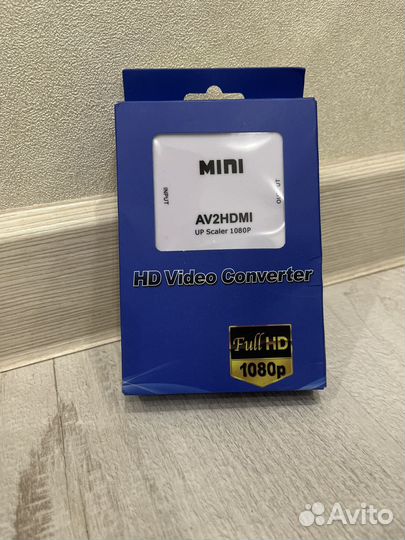 MINI
INPUT
OUTPUT
AV2HDMI
UP Scaler 1080P
HD Video Converter
Full HD
1080p
Avito